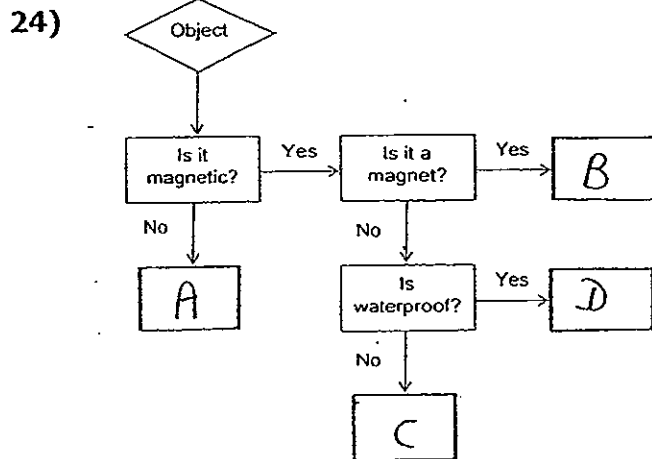 24)
Object
Is it
magnetic?
Yes
Is it a
magnet?
Yes
B
No
No
A
Is
waterproof?
Yes
D
No
C